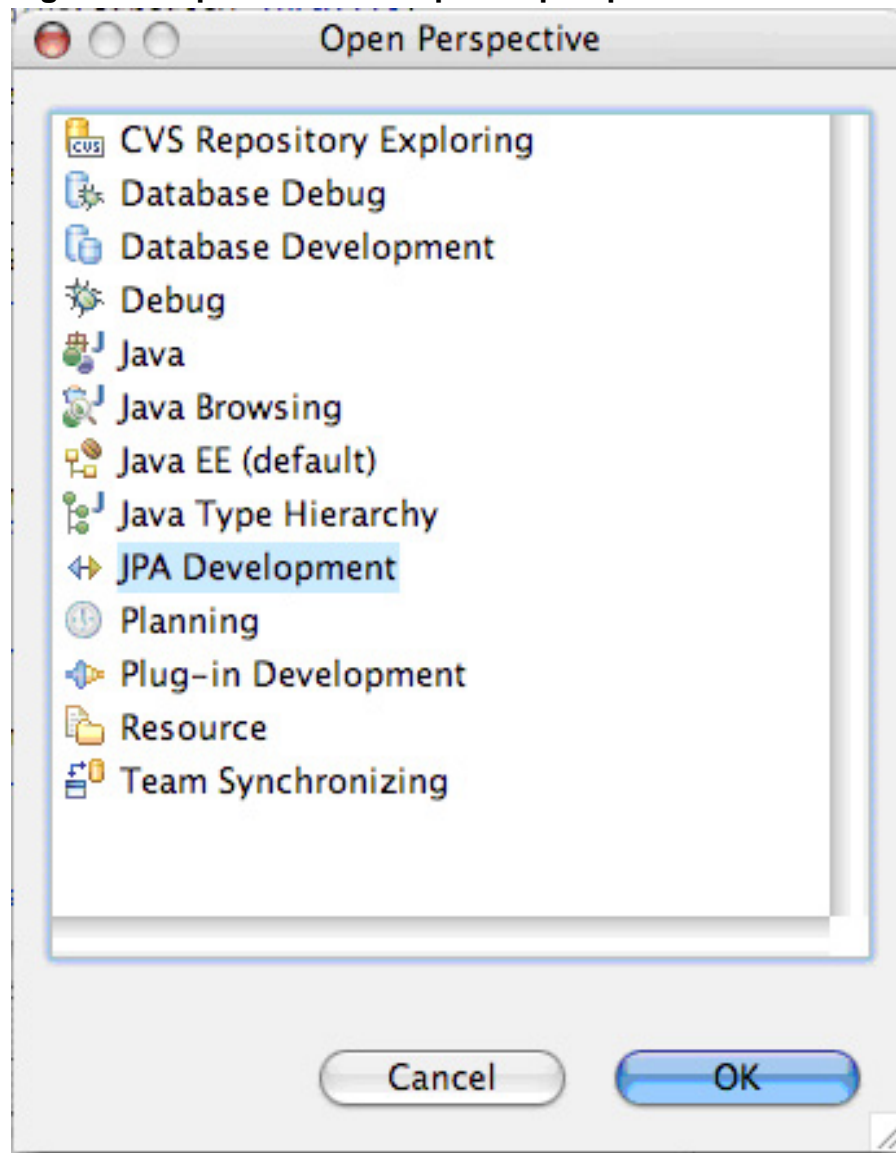 Open Perspective
CVS Repository Exploring
Database Debug
Database Development
Debug
Java
Java Browsing
Java EE (default)
Java Type Hierarchy
JPA Development
Planning
Plug-in Development
Resource
Team Synchronizing
Cancel
OK